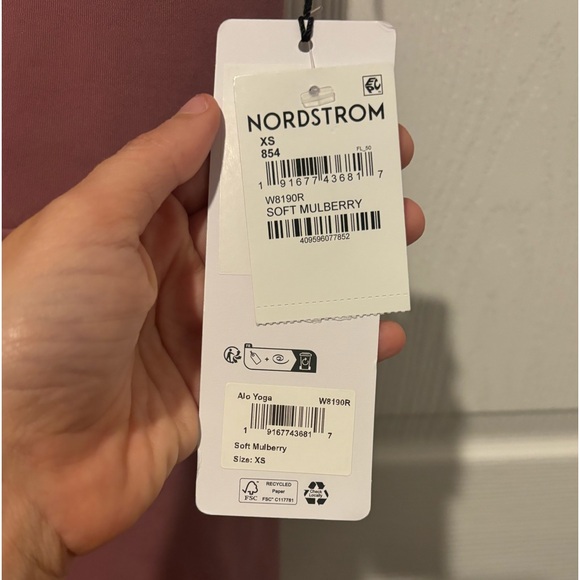 NORDSTROM
XS
854
FL_50
1 91677 43681 7
W8190R
SOFT MULBERRY
409596077852
Alo Yoga W8190R
1 9167743681 7
Soft Mulberry
Size: XS
FSC
RECYCLED
Paper
FSC® C117781
Check
Locally